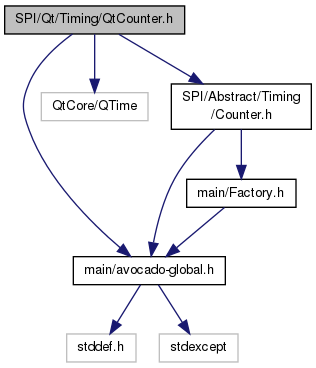 SPI/Qt/Timing/QtCounter.h
QtCore/QTime
SPI/Abstract/Timing
/Counter.h
main/Factory.h
main/avocado-global.h
stddef.h
stdexcept